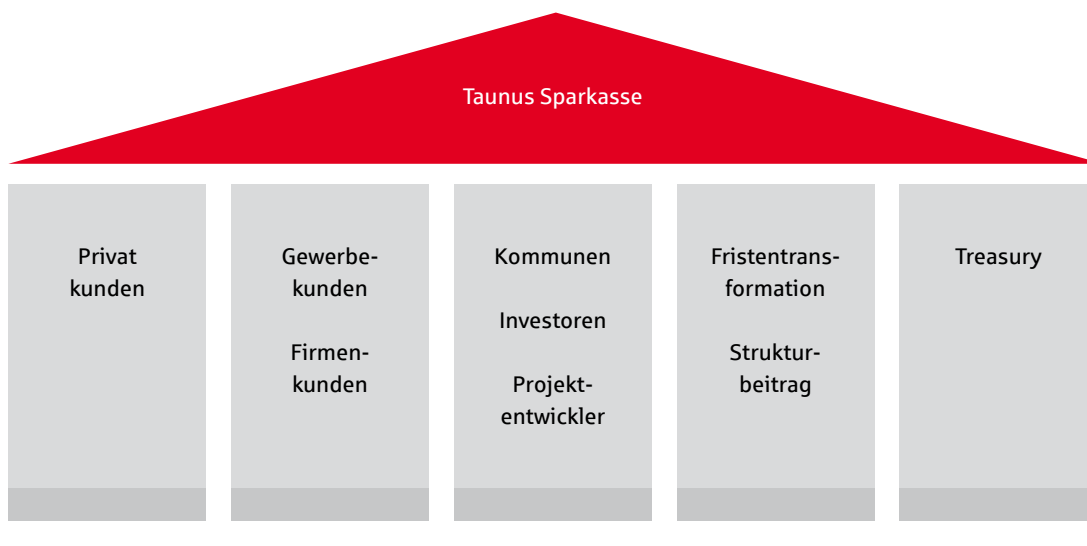 Taunus Sparkasse
Privat
kunden
Gewerbe-
kunden
Firmen-
kunden
Kommunen
Investoren
Projekt-
entwickler
Fristentrans-
formation
Struktur-
beitrag
Treasury